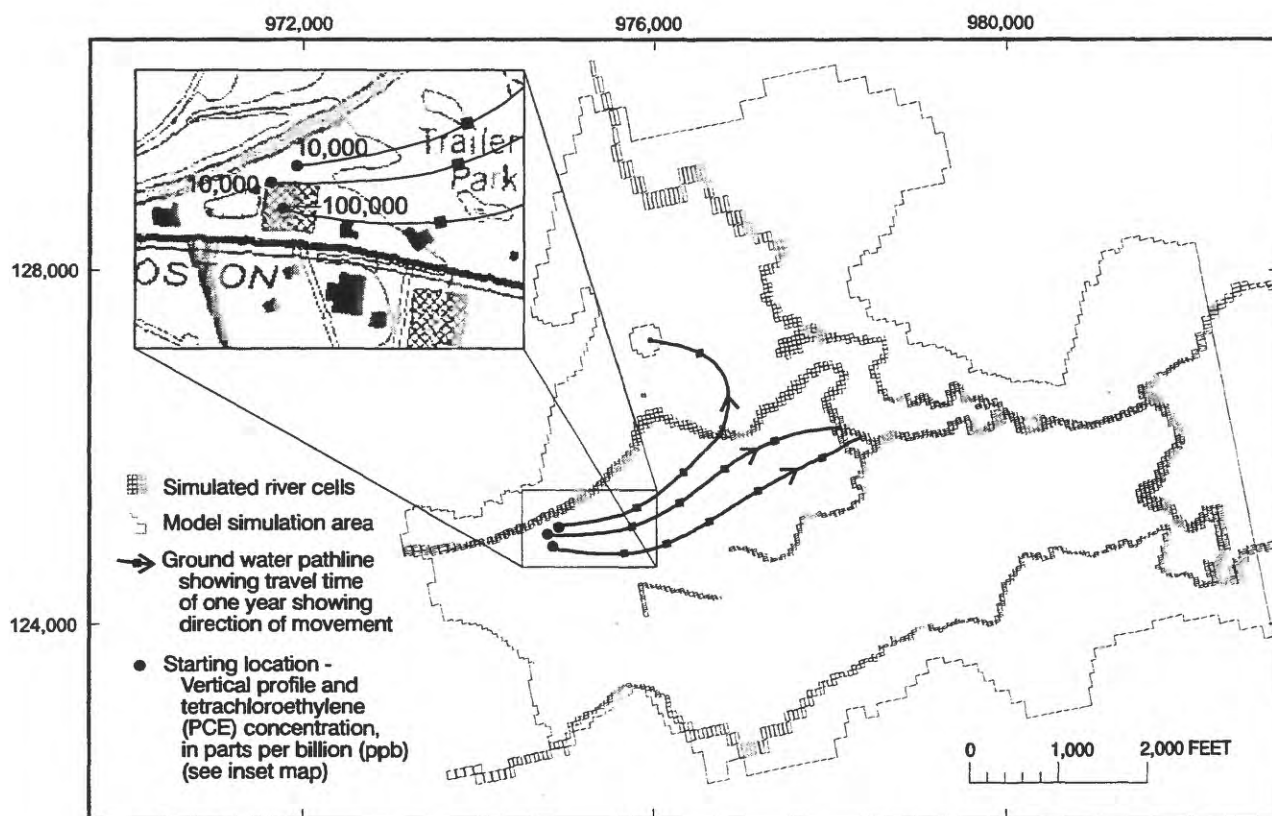 972,000
976,000
980,000
10,000
Trailer
Park
10,000
100,000
128,000
OSTON
Simulated river cells
Model simulation area
Ground water pathline
showing travel time
of one year showing
direction of movement
124,000
Starting location -
Vertical profile and
tetrachloroethylene
(PCE) concentration,
in parts per billion (ppb)
(see inset map)
0
1,000
2,000 FEET